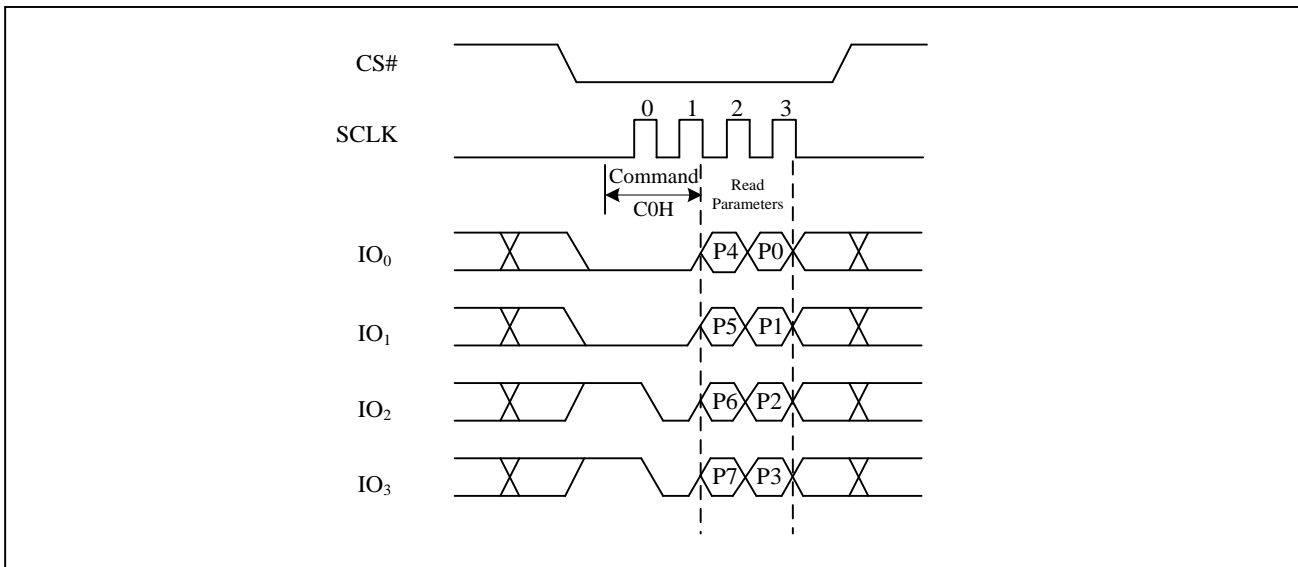 CS#
0 1 2 3
SCLK
Command
C0H
Read
Parameters
IO₀ P4 P0
IO₁ P5 P1
IO₂ P6 P2
IO₃ P7 P3